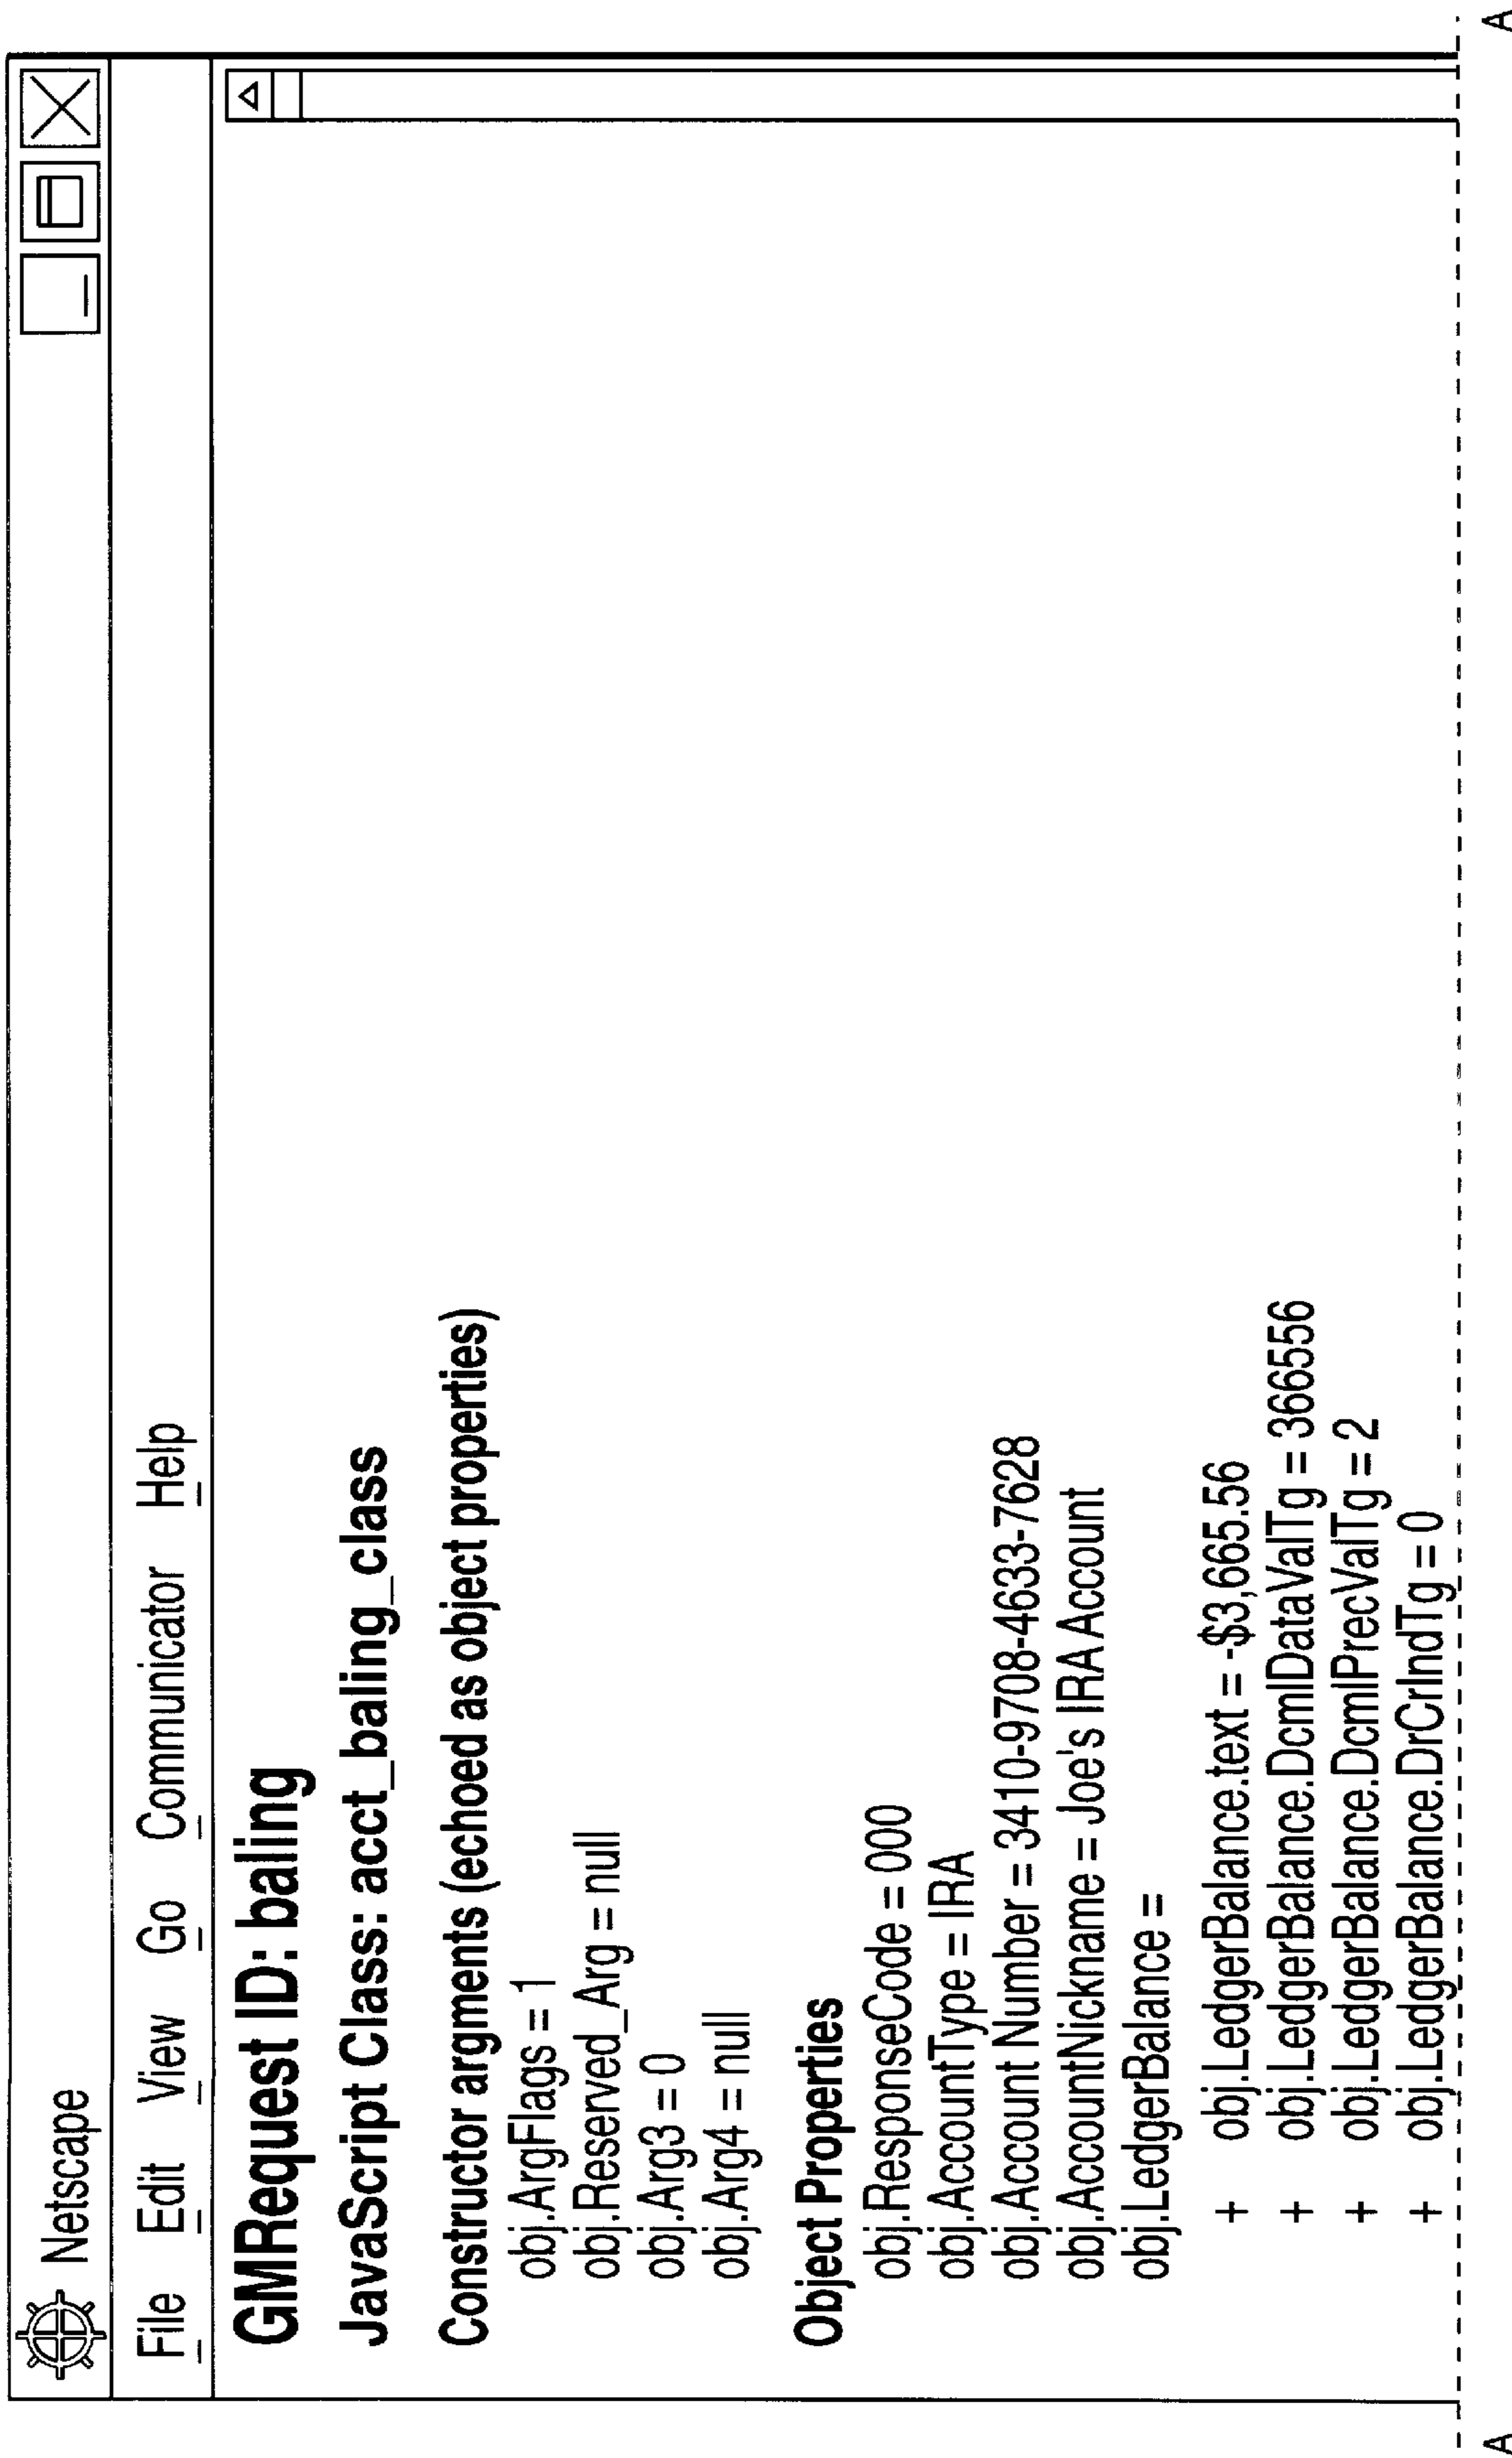 Netscape
File Edit View Go Communicator Help
GMRequest ID: baling
JavaScript Class: acct_baling_class
Constructor argments (echoed as object properties)
obj.ArgFlags = 1
obj.Reserved_Arg = null
obj.Arg3 = 0
obj.Arg4 = null
Object Properties
obj.ResponseCode = 000
obj.AccountType = IRA
obj.Account Number = 3410-9708-4633-7628
obj.AccountNickname = Joe's IRA Account
obj.LedgerBalance =
+ obj.LedgerBalance.text = -$3,665.56
+ obj.LedgerBalance.DcmlDataValTg = 366556
+ obj.LedgerBalance.DcmlPrecValTg = 2
+ obj.LedgerBalance.DrCrIndTg = 0
A A